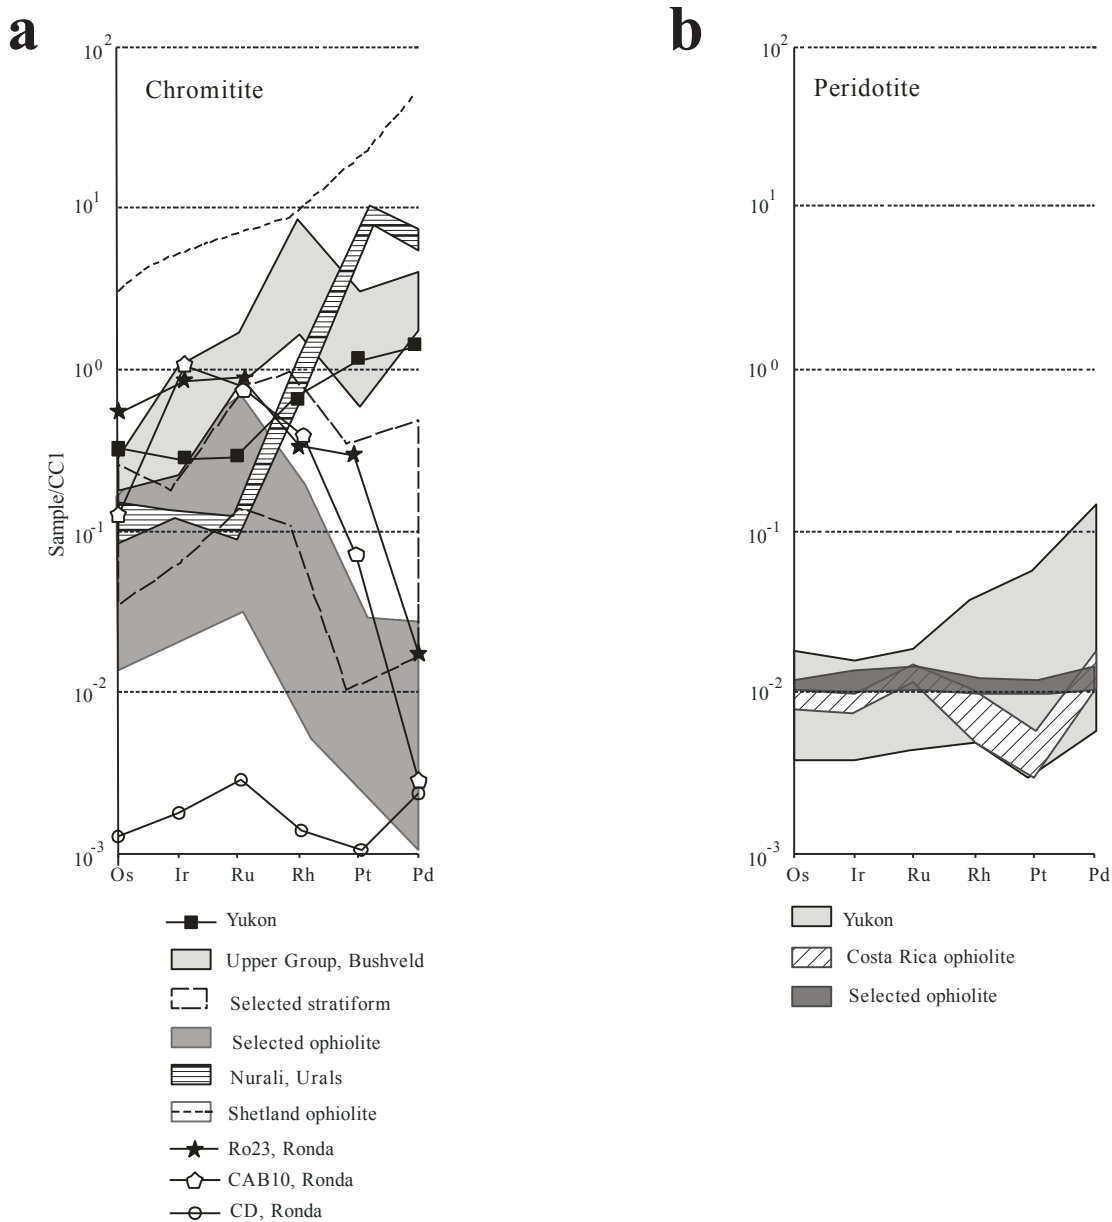 a
Chromitite
10^2
10^1
10^0
10^-1
10^-2
10^-3
Sample/CC1
Os Ir Ru Rh Pt Pd
Yukon
Upper Group, Bushveld
Selected stratiform
Selected ophiolite
Nurali, Urals
Shetland ophiolite
Ro23, Ronda
CAB10, Ronda
CD, Ronda
b
Peridotite
10^2
10^1
10^0
10^-1
10^-2
10^-3
Os Ir Ru Rh Pt Pd
Yukon
Costa Rica ophiolite
Selected ophiolite